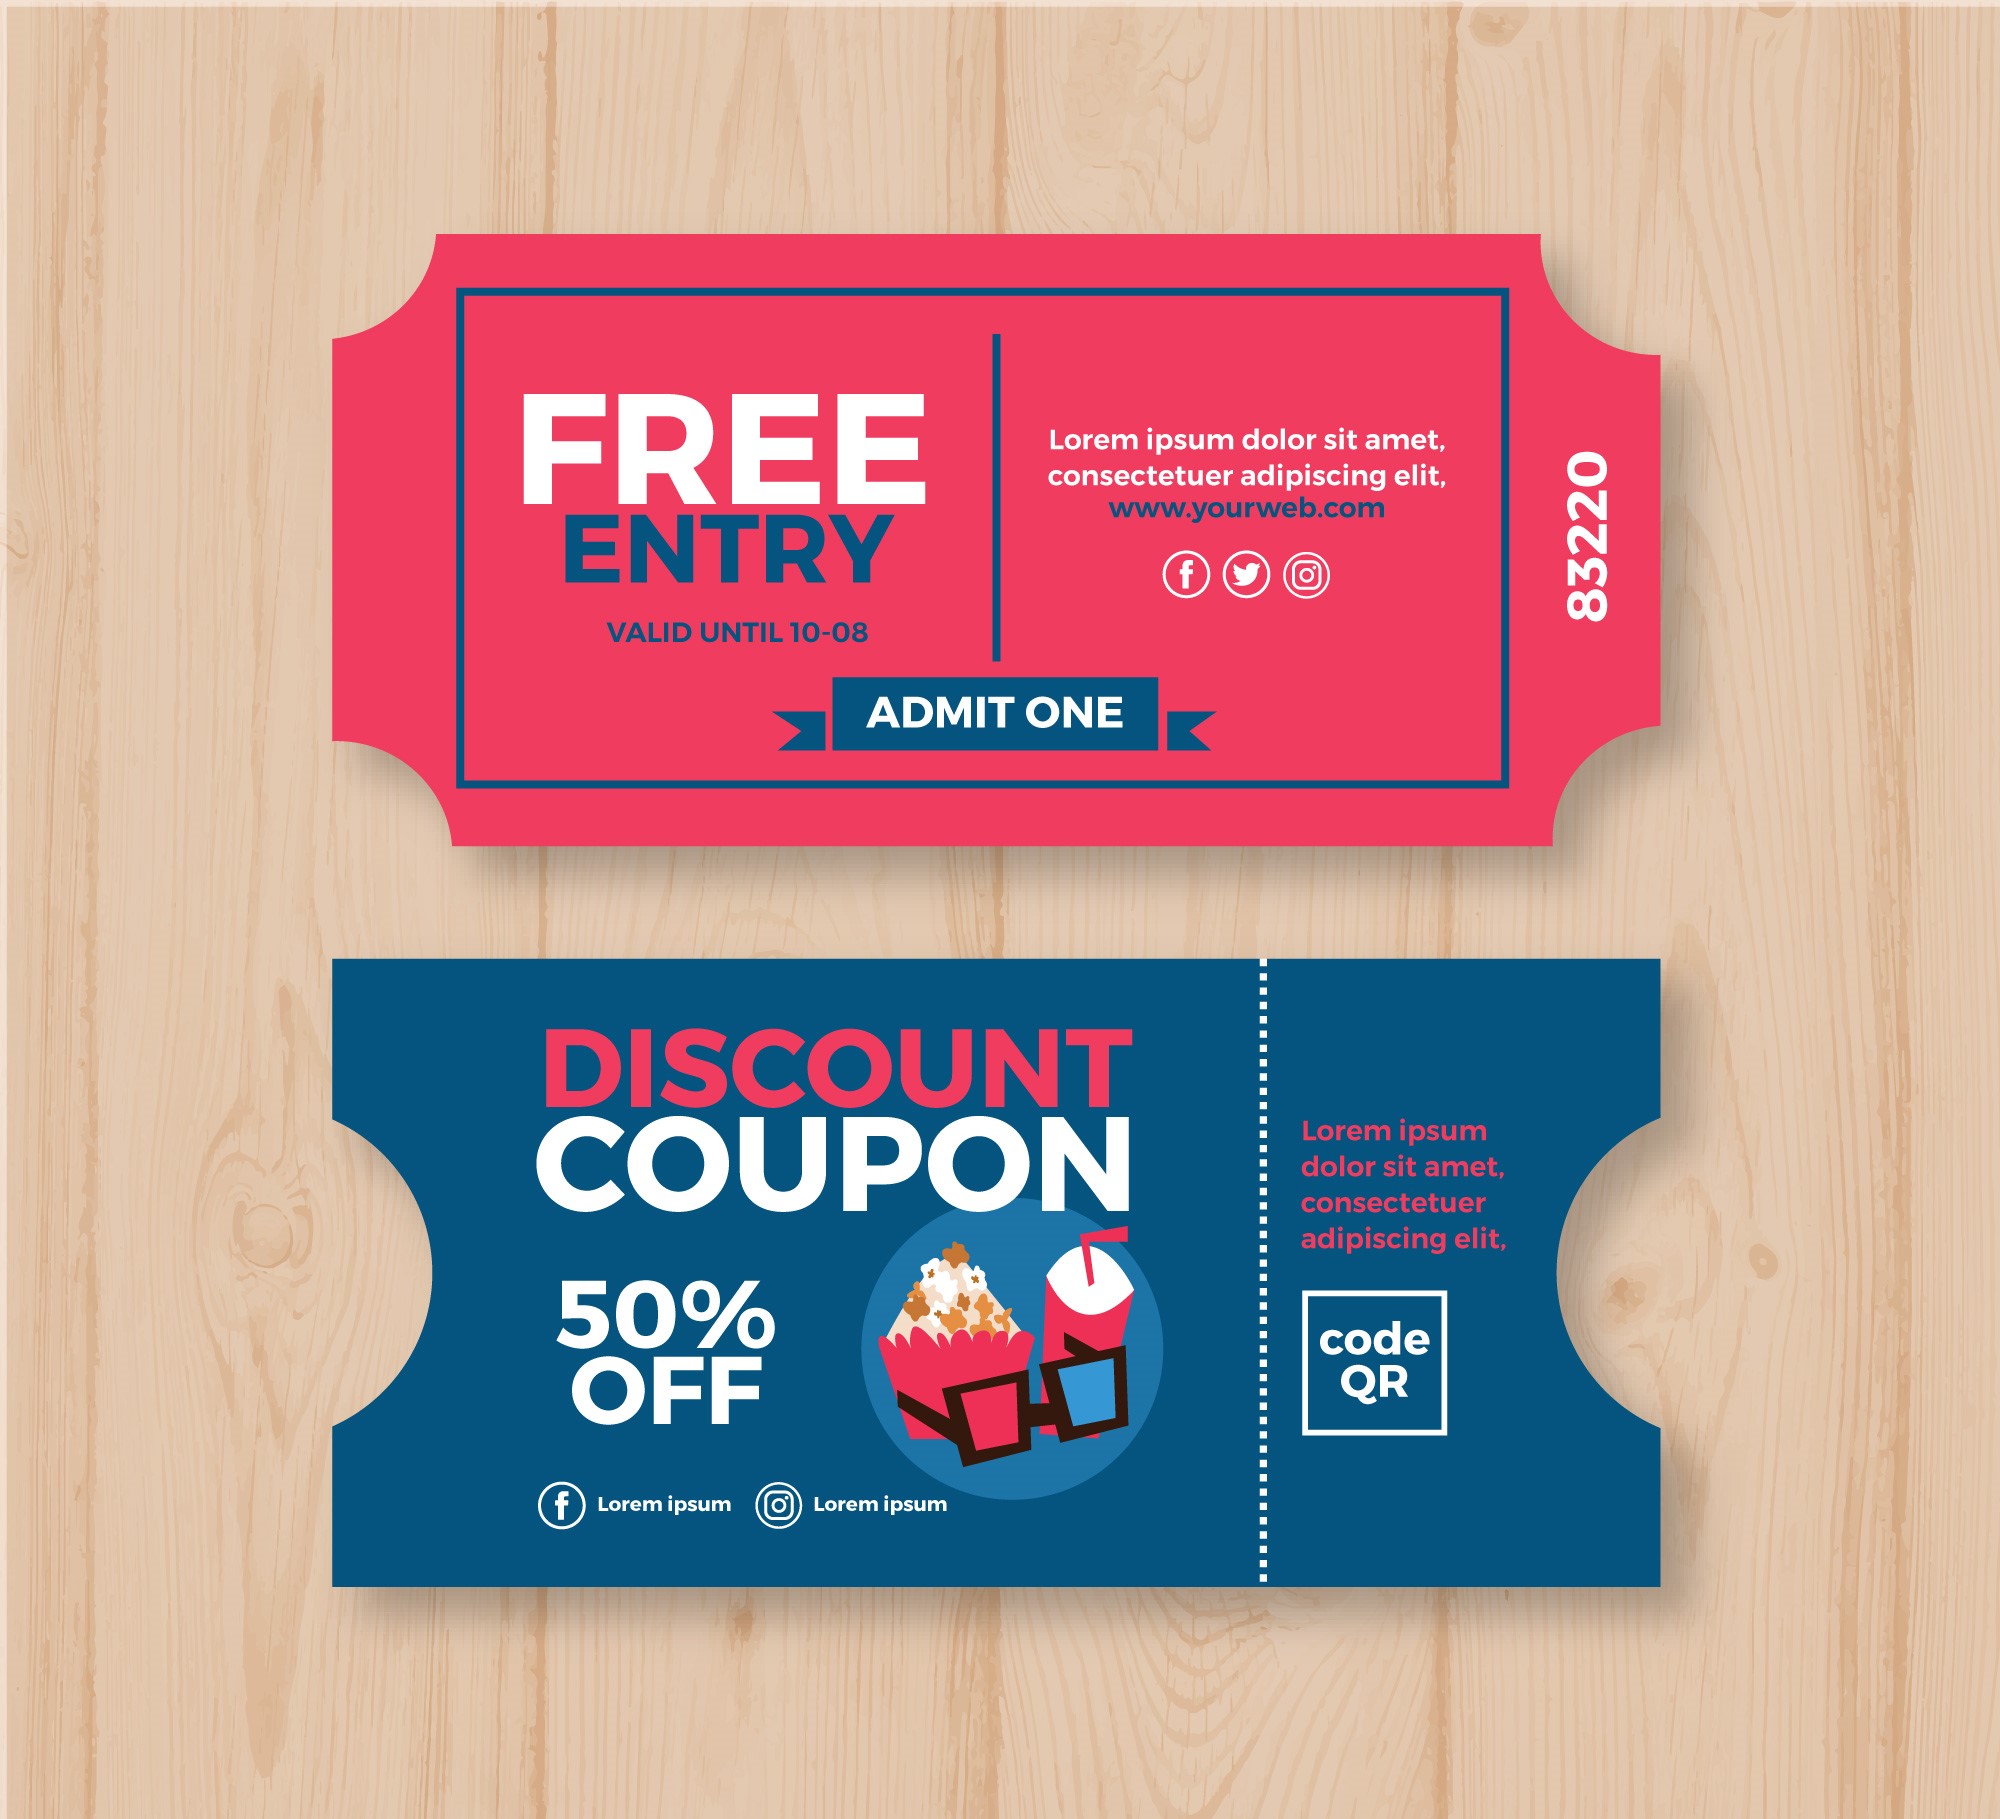 FREE
ENTRY
VALID UNTIL 10-08
Lorem ipsum dolor sit amet,
consectetuer adipiscing elit,
www.yourweb.com
ADMIT ONE
83220
DISCOUNT
COUPON
50%
OFF
Lorem ipsum
Lorem ipsum
Lorem ipsum
dolor sit amet,
consectetuer
adipiscing elit,
code
QR